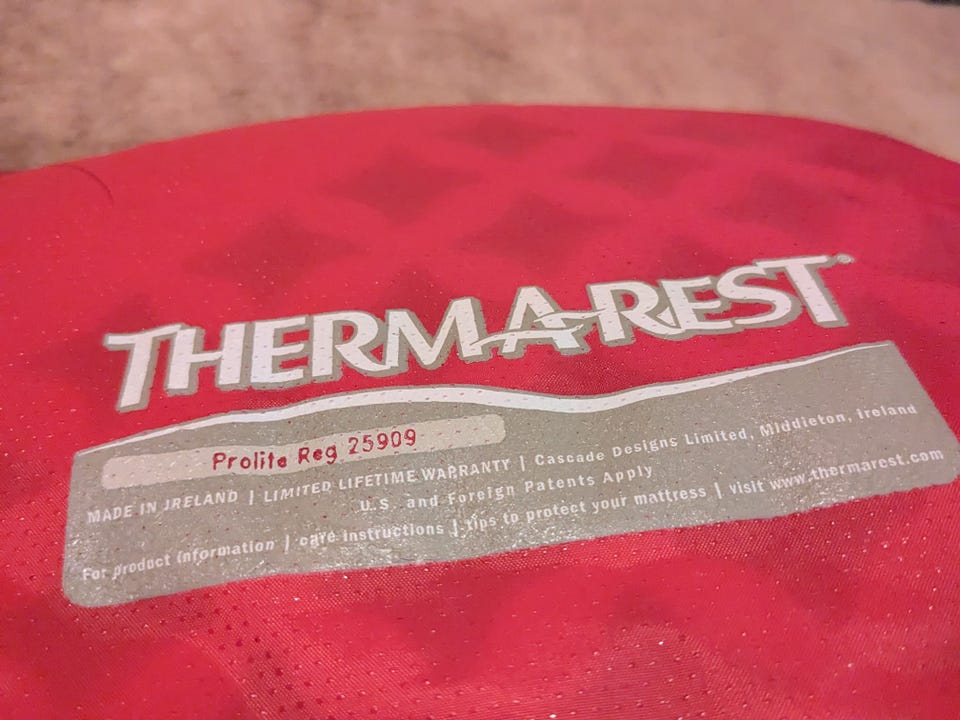 THERM-A-REST®
Prolite Reg 25909
MADE IN IRELAND | LIMITED LIFETIME WARRANTY | Cascade Designs Limited, Middleton, Ireland
U.S. and Foreign Patents Apply
For product information | care instructions | tips to protect your mattress | visit www.thermarest.com